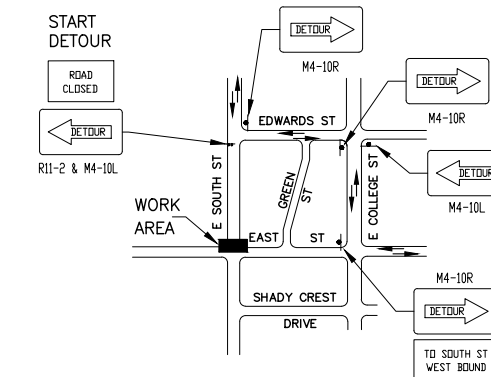 START
DETOUR
ROAD
CLOSED
DETOUR
R11-2 & M4-10L
DETOUR
M4-10R
DETOUR
M4-10R
DETOUR
M4-10L
EDWARDS ST
E SOUTH ST
GREEN
ST
E COLLEGE ST
WORK
AREA
EAST ST
SHADY CREST
DRIVE
M4-10R
DETOUR
TO SOUTH ST
WEST BOUND